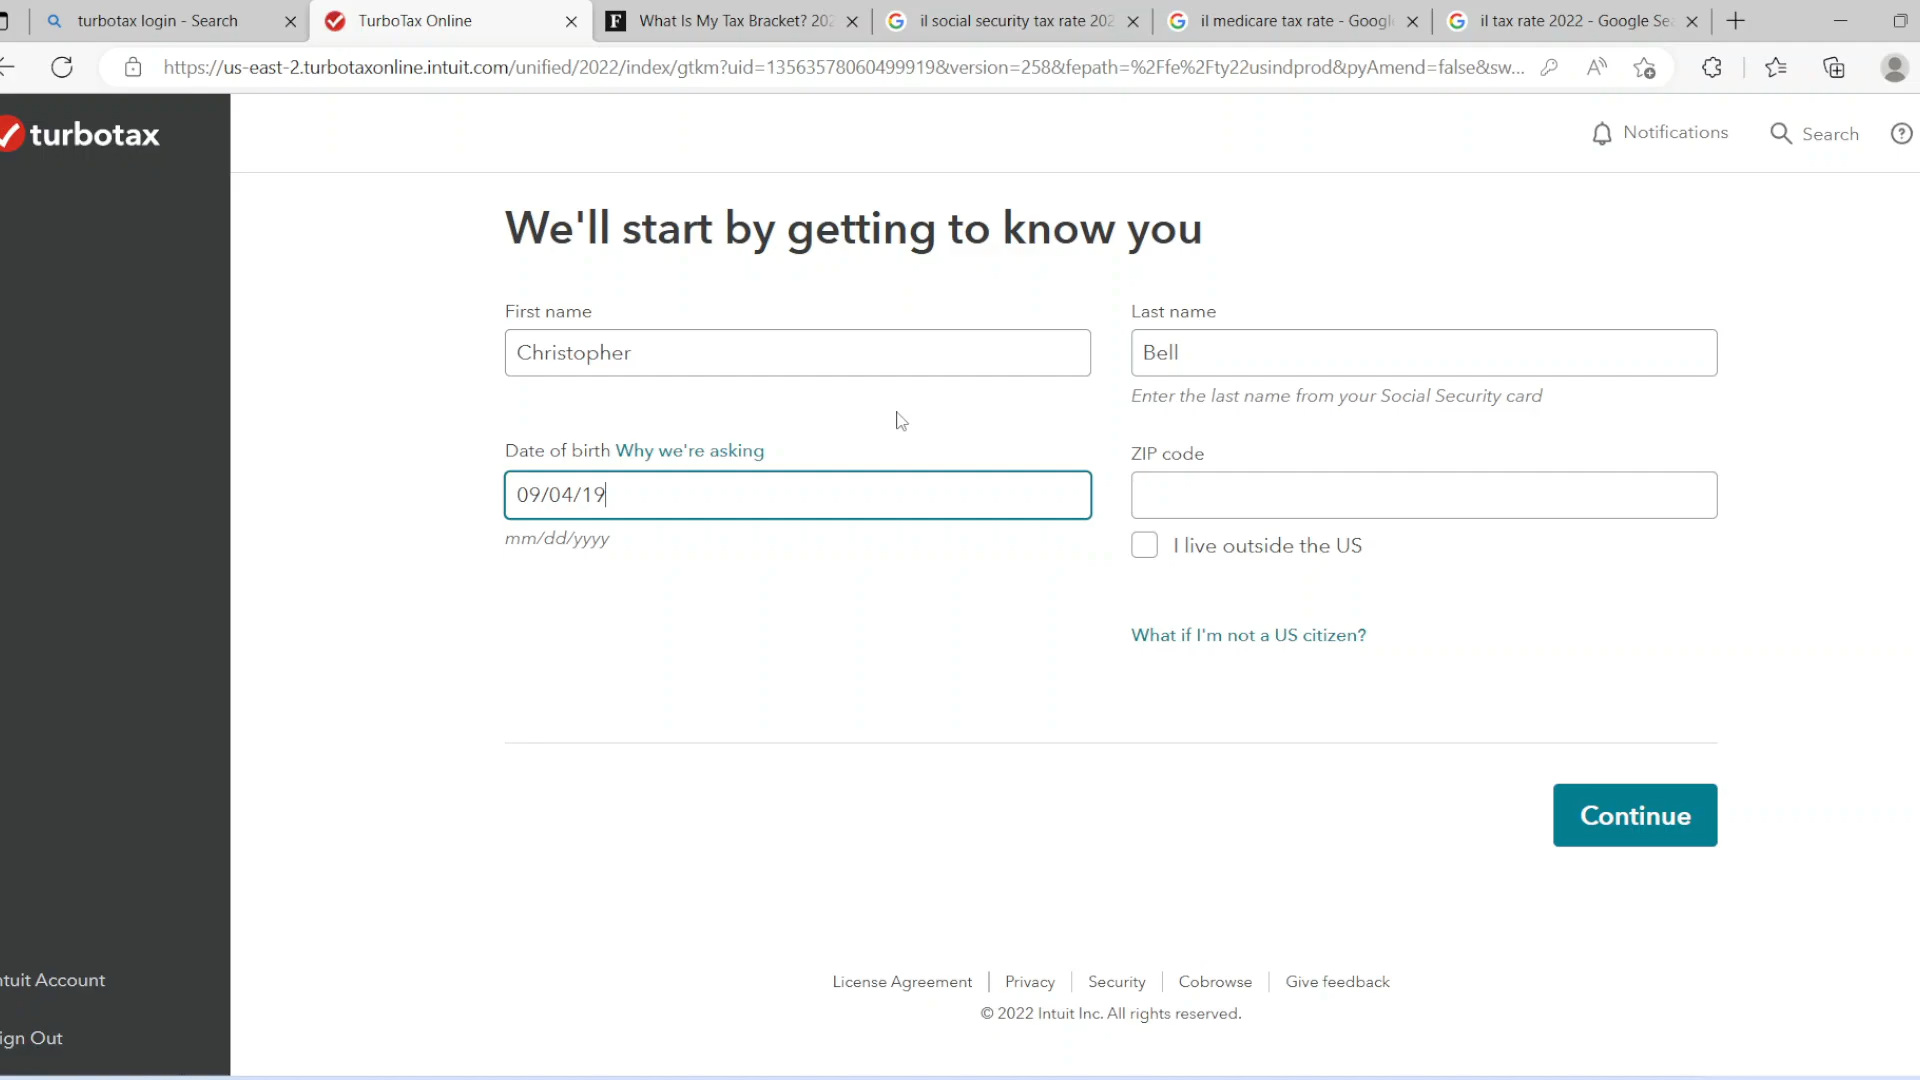 turbotax login - Search
TurboTax Online
What Is My Tax Bracket? 202
il social security tax rate 202
il medicare tax rate - Googl
il tax rate 2022 - Google Se
https://us-east-2.turbotaxonline.intuit.com/unified/2022/index/gtkm?uid=13563578060499919&version=258&fepath=%2Ffe%2Fty22usindprod&pyAmend=false&sw...
turbotax
Notifications
Search
We'll start by getting to know you
First name
Last name
Christopher
Bell
Enter the last name from your Social Security card
Date of birth Why we're asking
ZIP code
09/04/19
mm/dd/yyyy
I live outside the US
What if I'm not a US citizen?
Continue
ntuit Account
ign Out
License Agreement | Privacy | Security | Cobrowse | Give feedback
© 2022 Intuit Inc. All rights reserved.